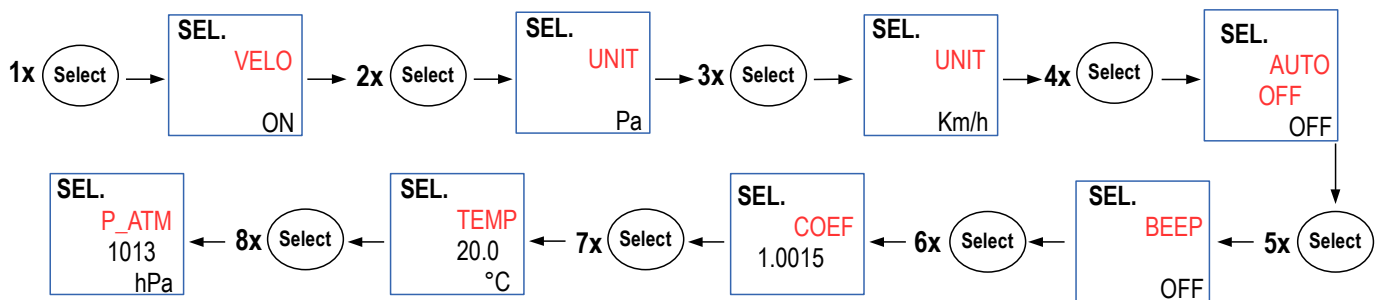 1x Select
SEL.
VELO
ON
2x Select
SEL.
UNIT
Pa
3x Select
SEL.
UNIT
Km/h
4x Select
SEL.
AUTO
OFF
OFF
5x Select
SEL.
BEEP
OFF
6x Select
SEL.
COEF
1.0015
7x Select
SEL.
TEMP
20.0
°C
8x Select
SEL.
P_ATM
1013
hPa